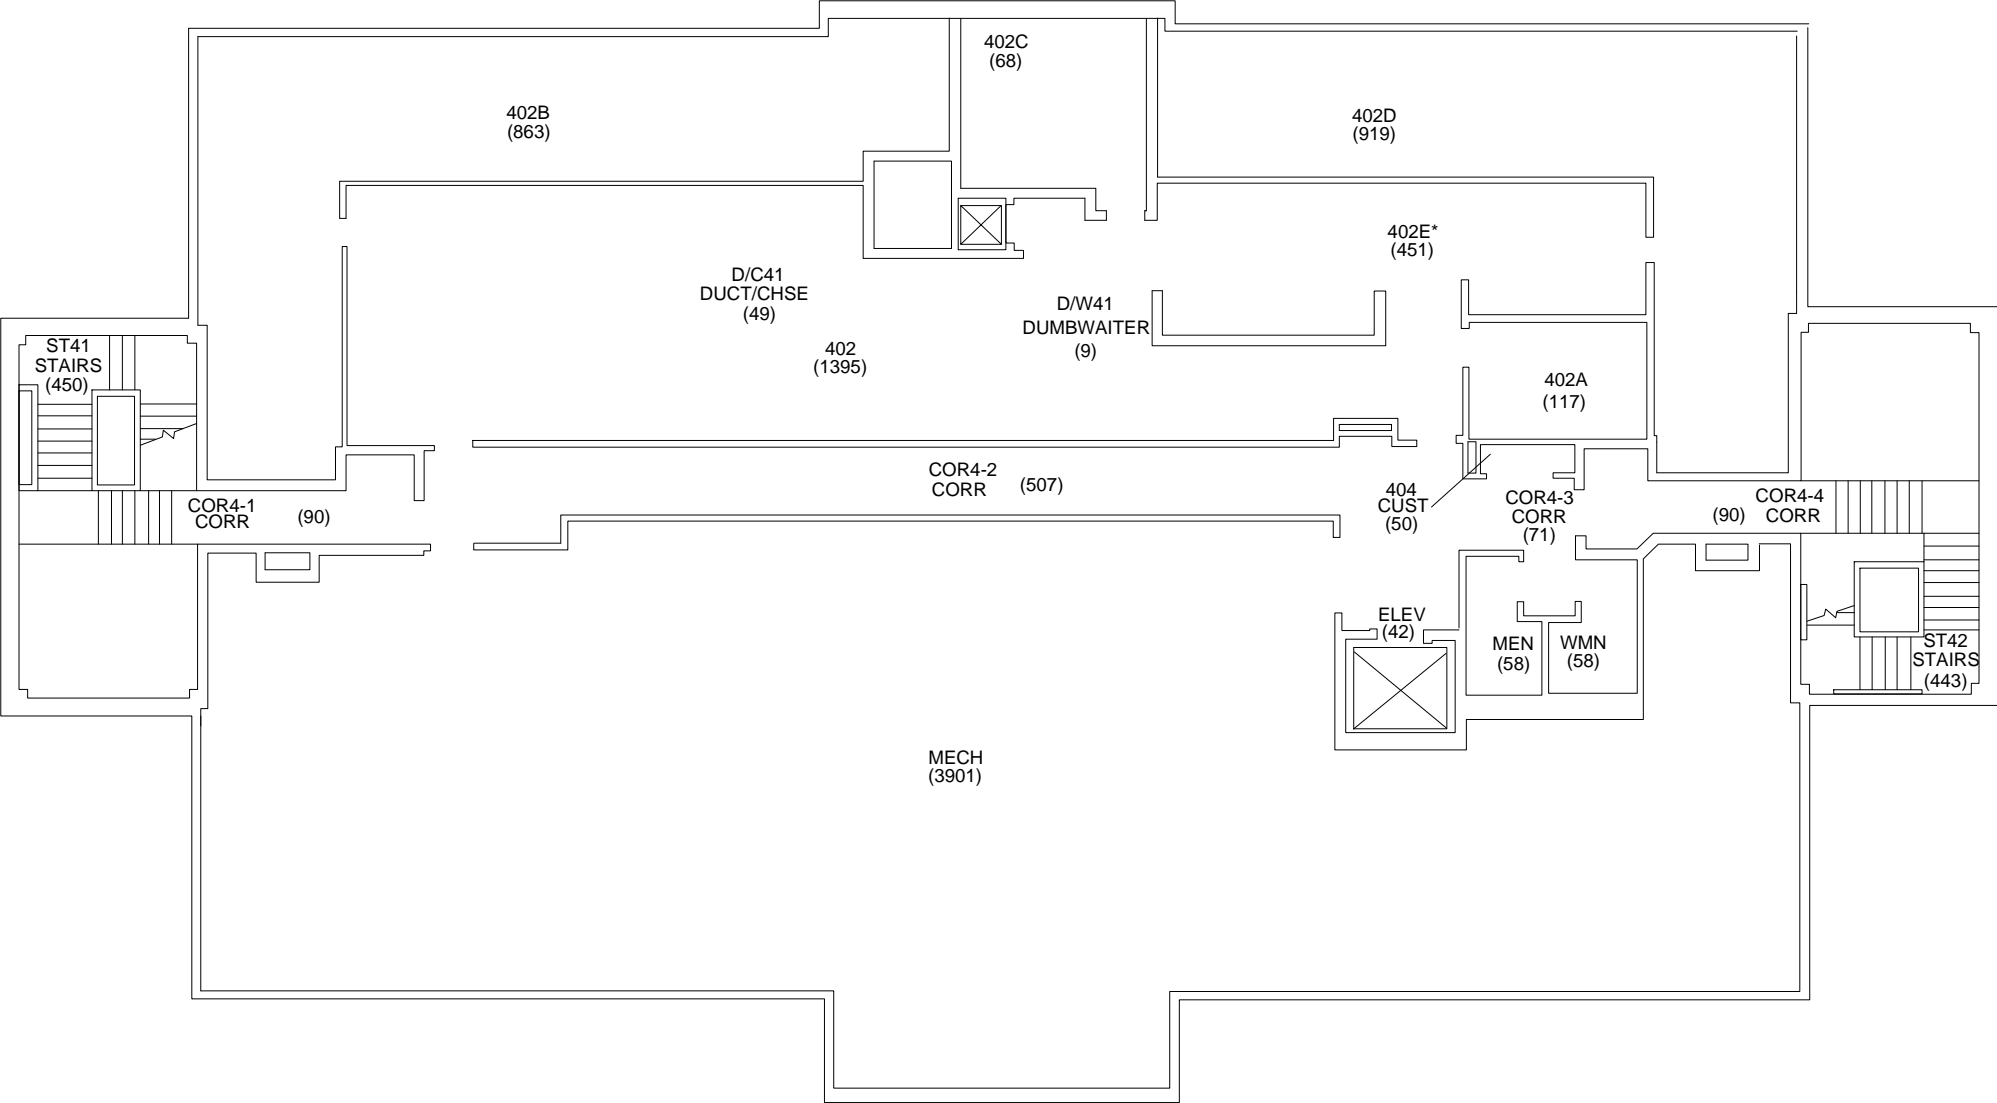 402C
(68)
402B
(863)
402D
(919)
402E*
(451)
D/C41
DUCT/CHSE
(49)
D/W41
DUMBWAITER
(9)
ST41
STAIRS
(450)
402
(1395)
402A
(117)
COR4-2
CORR (507)
404
CUST
(50)
COR4-3
CORR
(71)
COR4-4
(90) CORR
COR4-1
CORR (90)
ELEV
(42)
MEN
(58)
WMN
(58)
ST42
STAIRS
(443)
MECH
(3901)